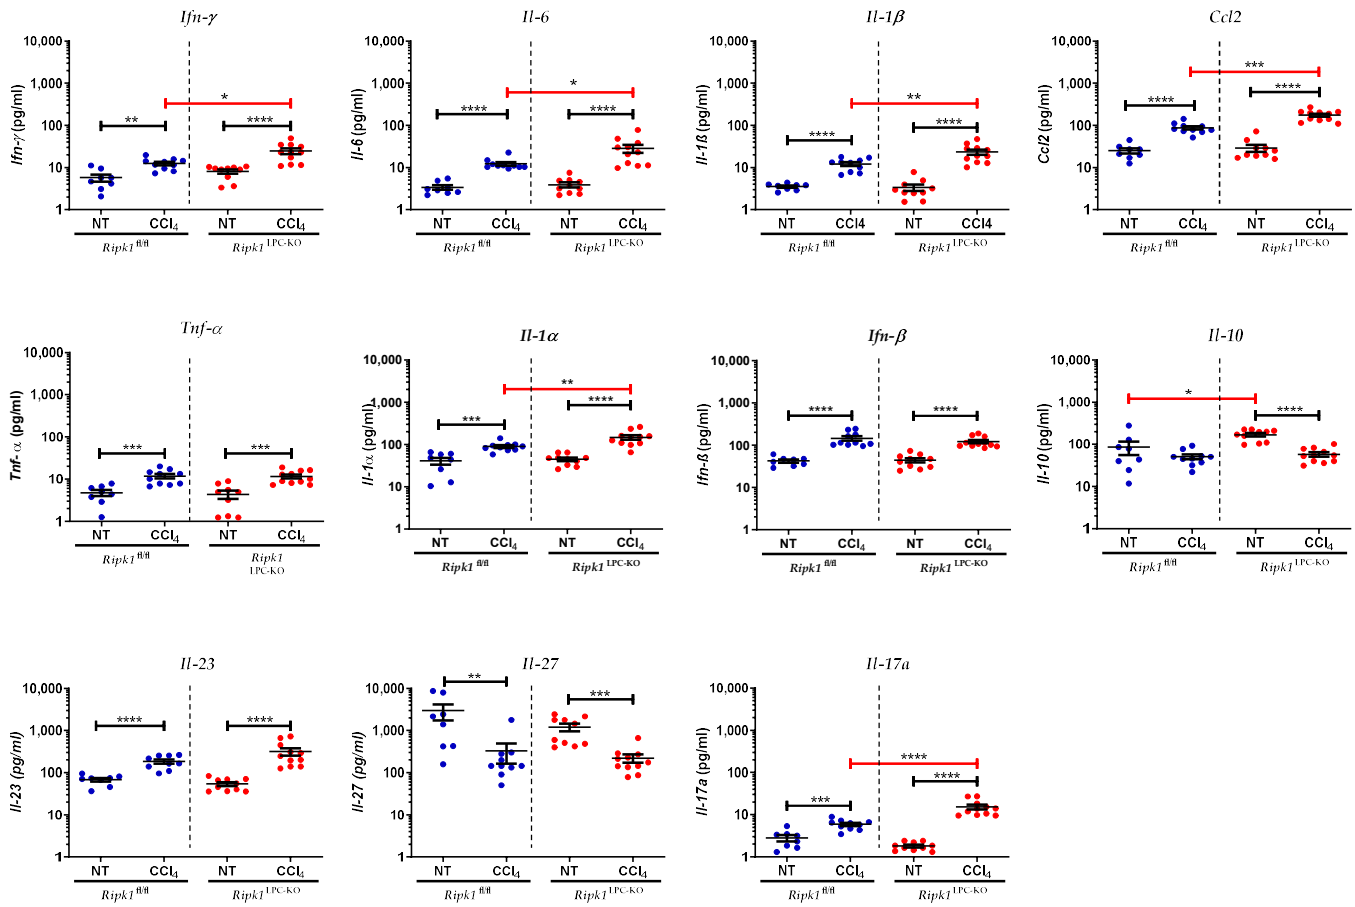 Ifn-γ Il-6 Il-1β Ccl2
Ifn-γ (pg/ml)
10,000
1,000
100
10
1
** **** *
NT CCl4 NT CCl4
Ripk1 fl/fl Ripk1 LPC-KO
Il-6 (pg/ml)
10,000
1,000
100
10
1
**** **** *
NT CCl4 NT CCl4
Ripk1 fl/fl Ripk1 LPC-KO
Il-1ß (pg/ml)
10,000
1,000
100
10
1
**** **** **
NT CCl4 NT CCl4
Ripk1 fl/fl Ripk1 LPC-KO
Ccl2 (pg/ml)
10,000
1,000
100
10
1
**** **** ***
NT CCl4 NT CCl4
Ripk1 fl/fl Ripk1 LPC-KO
Tnf-α Il-1α Ifn-β Il-10
Tnf-α (pg/ml)
10,000
1,000
100
10
1
*** ***
NT CCl4 NT CCl4
Ripk1 fl/fl Ripk1
LPC-KO
Il-1α (pg/ml)
10,000
1,000
100
10
1
*** **** **
NT CCl4 NT CCl4
Ripk1 fl/fl Ripk1 LPC-KO
Ifn-ß (pg/ml)
10,000
1,000
100
10
1
**** ****
NT CCl4 NT CCl4
Ripk1 fl/fl Ripk1 LPC-KO
Il-10 (pg/ml)
10,000
1,000
100
10
1
* ****
NT CCl4 NT CCl4
Ripk1 fl/fl Ripk1 LPC-KO
Il-23 Il-27 Il-17a
Il-23 (pg/ml)
10,000
1,000
100
10
1
**** ****
NT CCl4 NT CCl4
Ripk1 fl/fl Ripk1 LPC-KO
Il-27 (pg/ml)
10,000
1,000
100
10
1
** ***
NT CCl4 NT CCl4
Ripk1 fl/fl Ripk1 LPC-KO
Il-17a (pg/ml)
10,000
1,000
100
10
1
*** **** ****
NT CCl4 NT CCl4
Ripk1 fl/fl Ripk1 LPC-KO